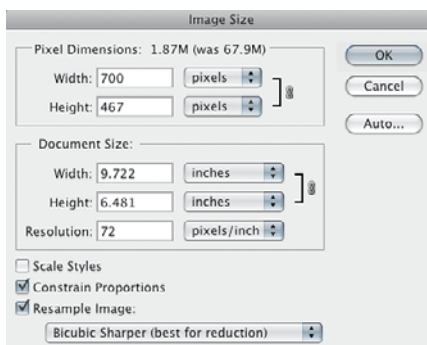 Image Size
Pixel Dimensions: 1.87M (was 67.9M)
Width: 700 pixels
Height: 467 pixels
OK
Cancel
Auto...
Document Size:
Width: 9.722 inches
Height: 6.481 inches
Resolution: 72 pixels/inch
Scale Styles
Constrain Proportions
Resample Image:
Bicubic Sharper (best for reduction)